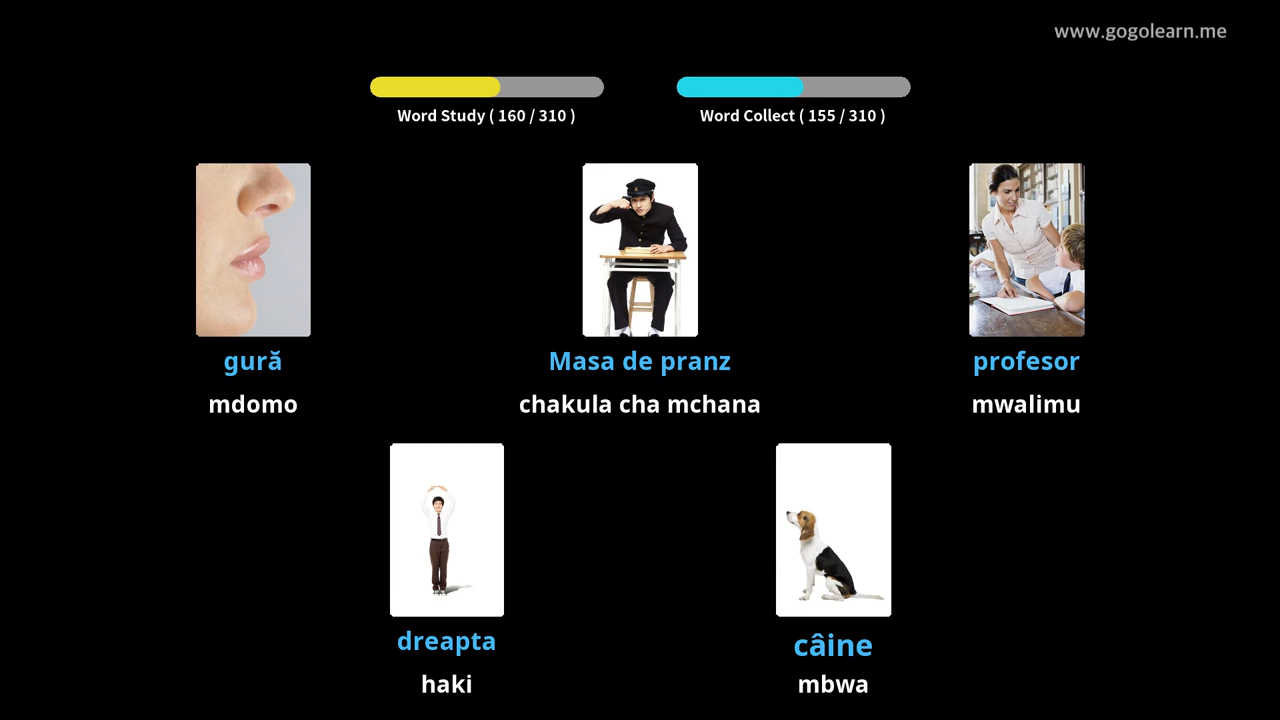 www.gogolearn.me
Word Study ( 160 / 310 )
Word Collect ( 155 / 310 )
gură
Masa de pranz
profesor
mdomo
chakula cha mchana
mwalimu
dreapta
câine
haki
mbwa